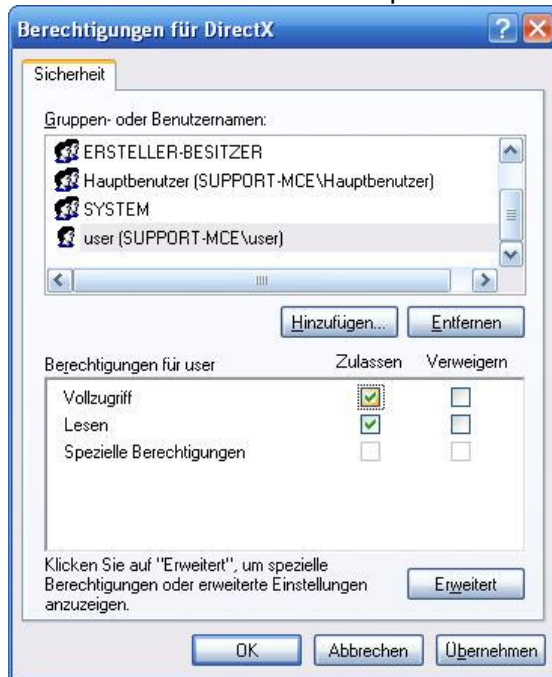 Berechtigungen für DirectX
Sicherheit
Gruppen- oder Benutzernamen:
ERSTELLER-BESITZER
Hauptbenutzer (SUPPORT-MCE\Hauptbenutzer)
SYSTEM
user (SUPPORT-MCE\user)
Hinzufügen... Entfernen
Berechtigungen für user Zulassen Verweigern
Vollzugriff
Lesen
Spezielle Berechtigungen
Klicken Sie auf "Erweitert", um spezielle
Berechtigungen oder erweiterte Einstellungen
anzuzeigen.
Erweitert
OK Abbrechen Übernehmen